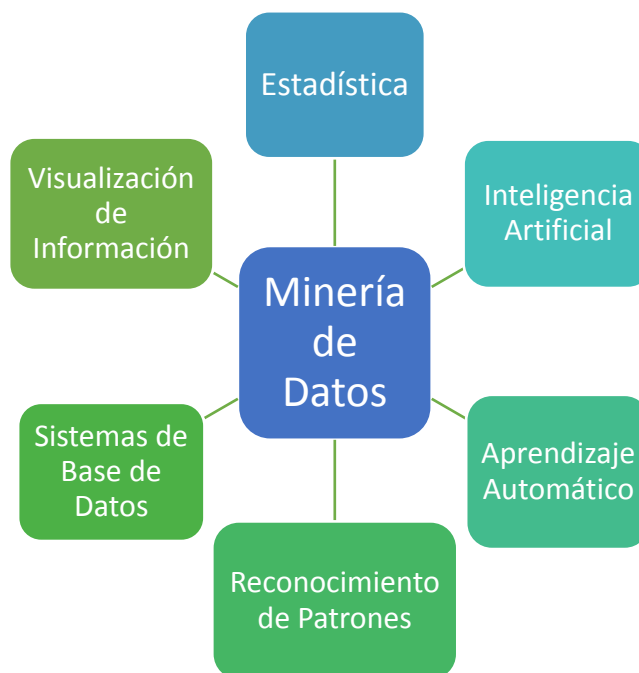 Estadística
Visualización
de
Información
Inteligencia
Artificial
Minería
de
Datos
Sistemas de
Base de
Datos
Aprendizaje
Automático
Reconocimiento
de Patrones